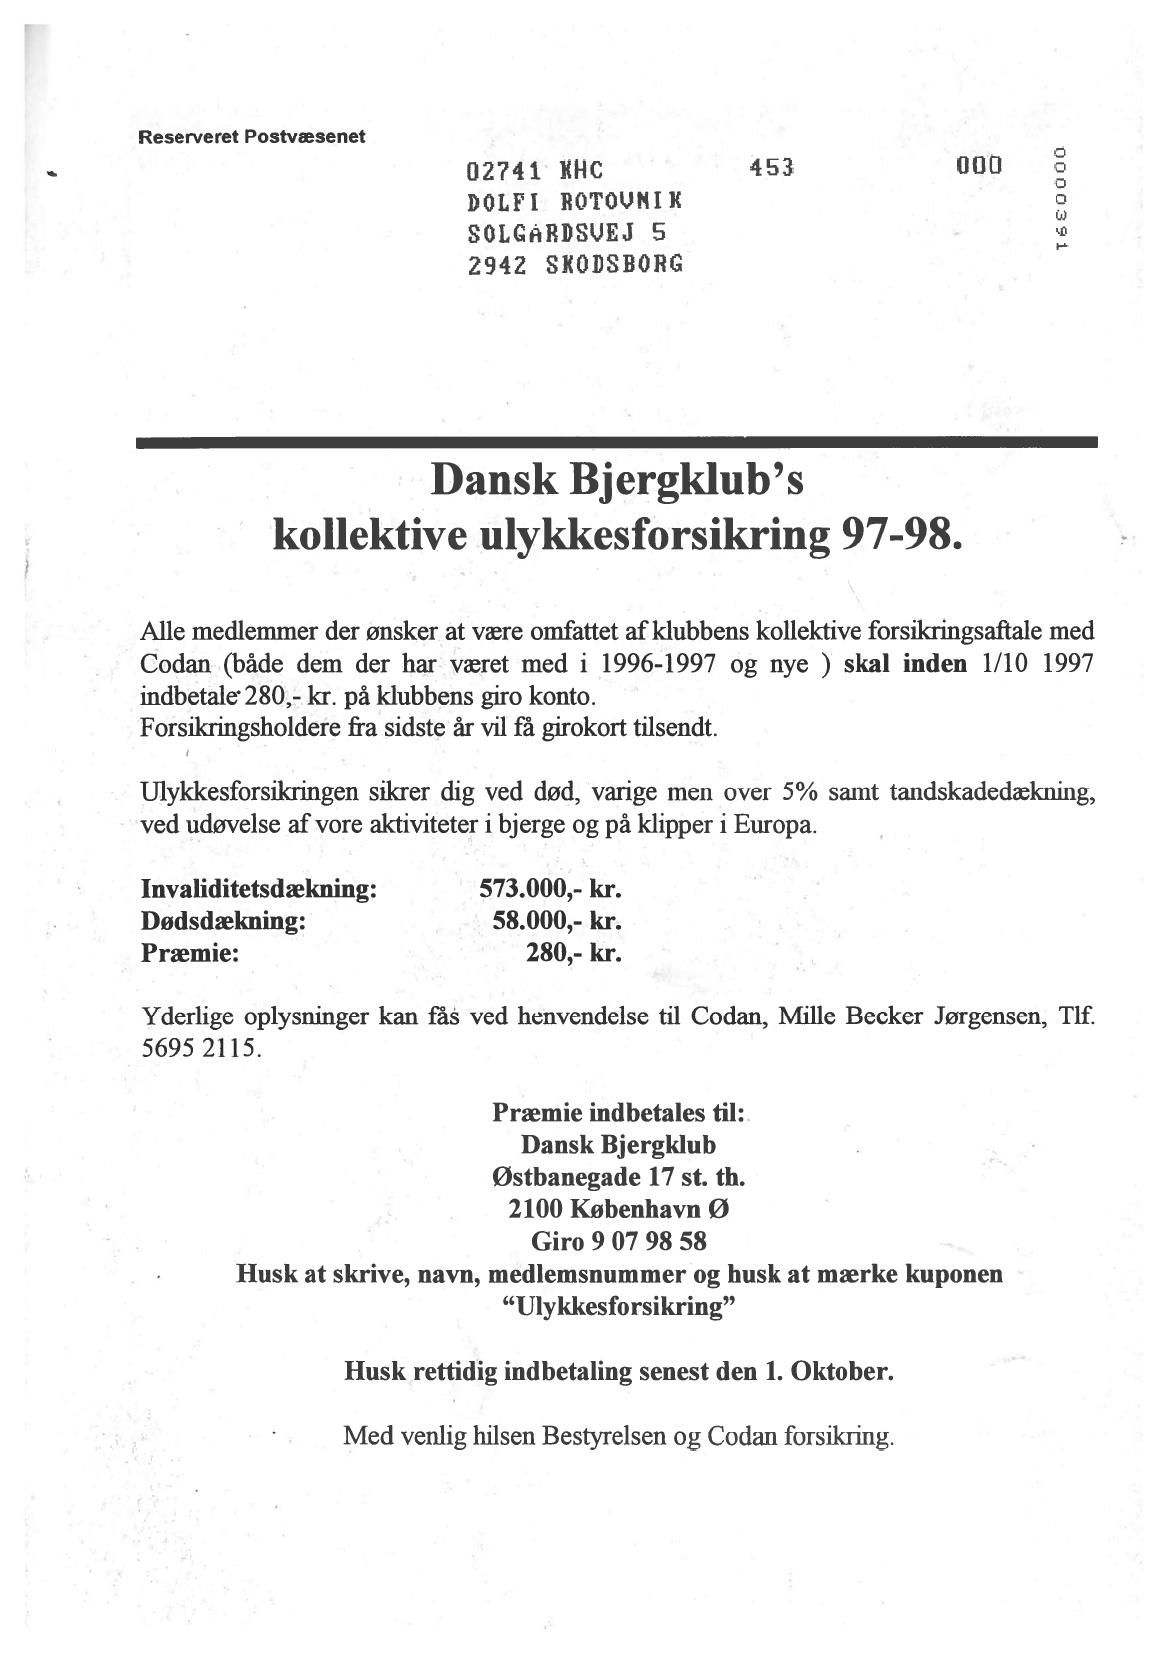 Reserveret Postvæsenet
02741 KHC 453 000 0000391
DOLFI ROTOVNIK
SOLGÅRDSVEJ 5
2942 SKODSBORG
Dansk Bjergklub’s
kollektive ulykkesforsikring 97-98.
Alle medlemmer der ønsker at være omfattet af klubbens kollektive forsikringsaftale med
Codan (både dem der har været med i 1996-1997 og nye ) skal inden 1/10 1997
indbetale 280,- kr. på klubbens giro konto.
Forsikringsholdere fra sidste år vil få girokort tilsendt.
Ulykkesforsikringen sikrer dig ved død, varige men over 5% samt tandskadedækning,
ved udøvelse af vore aktiviteter i bjerge og på klipper i Europa.
Invaliditetsdækning: 573.000,- kr.
Dødsdækning: 58.000,- kr.
Præmie: 280,- kr.
Yderlige oplysninger kan fås ved henvendelse til Codan, Mille Becker Jørgensen, Tlf.
5695 2115.
Præmie indbetales til:
Dansk Bjergklub
Østbanegade 17 st. th.
2100 København Ø
Giro 9 07 98 58
Husk at skrive, navn, medlemsnummer og husk at mærke kuponen
“Ulykkesforsikring”
Husk rettidig indbetaling senest den 1. Oktober.
Med venlig hilsen Bestyrelsen og Codan forsikring.